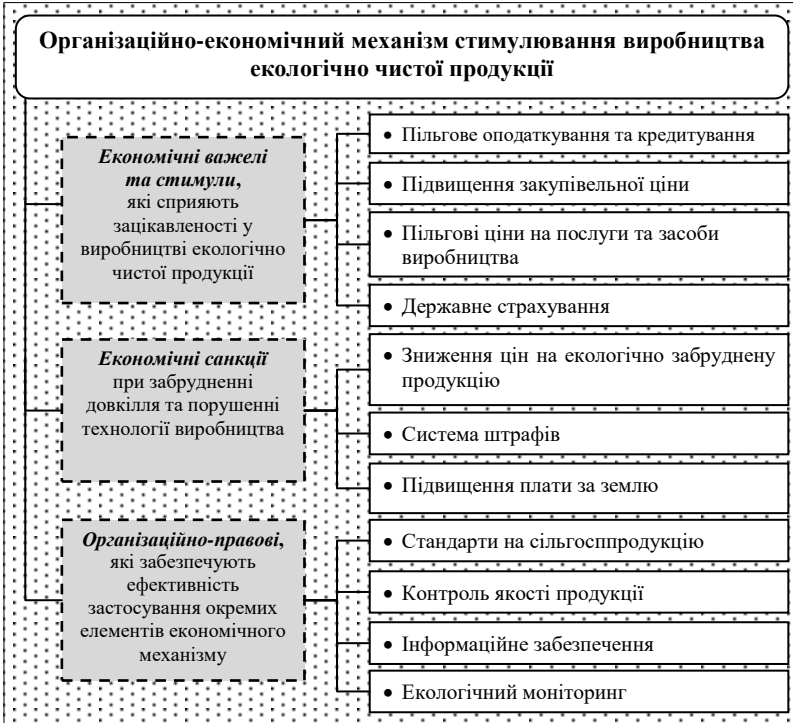 Організаційно-економічний механізм стимулювання виробництва
екологічно чистої продукції
Економічні важелі
та стимули,
які сприяють
зацікавленості у
виробництві екологічно
чистої продукції
• Пільгове оподаткування та кредитування
• Підвищення закупівельної ціни
• Пільгові ціни на послуги та засоби
виробництва
• Державне страхування
Економічні санкції
при забрудненні
довкілля та порушенні
технології виробництва
• Зниження цін на екологічно забруднену
продукцію
• Система штрафів
• Підвищення плати за землю
Організаційно-правові,
які забезпечують
ефективність
застосування окремих
елементів економічного
механізму
• Стандарти на сільгосппродукцію
• Контроль якості продукції
• Інформаційне забезпечення
• Екологічний моніторинг